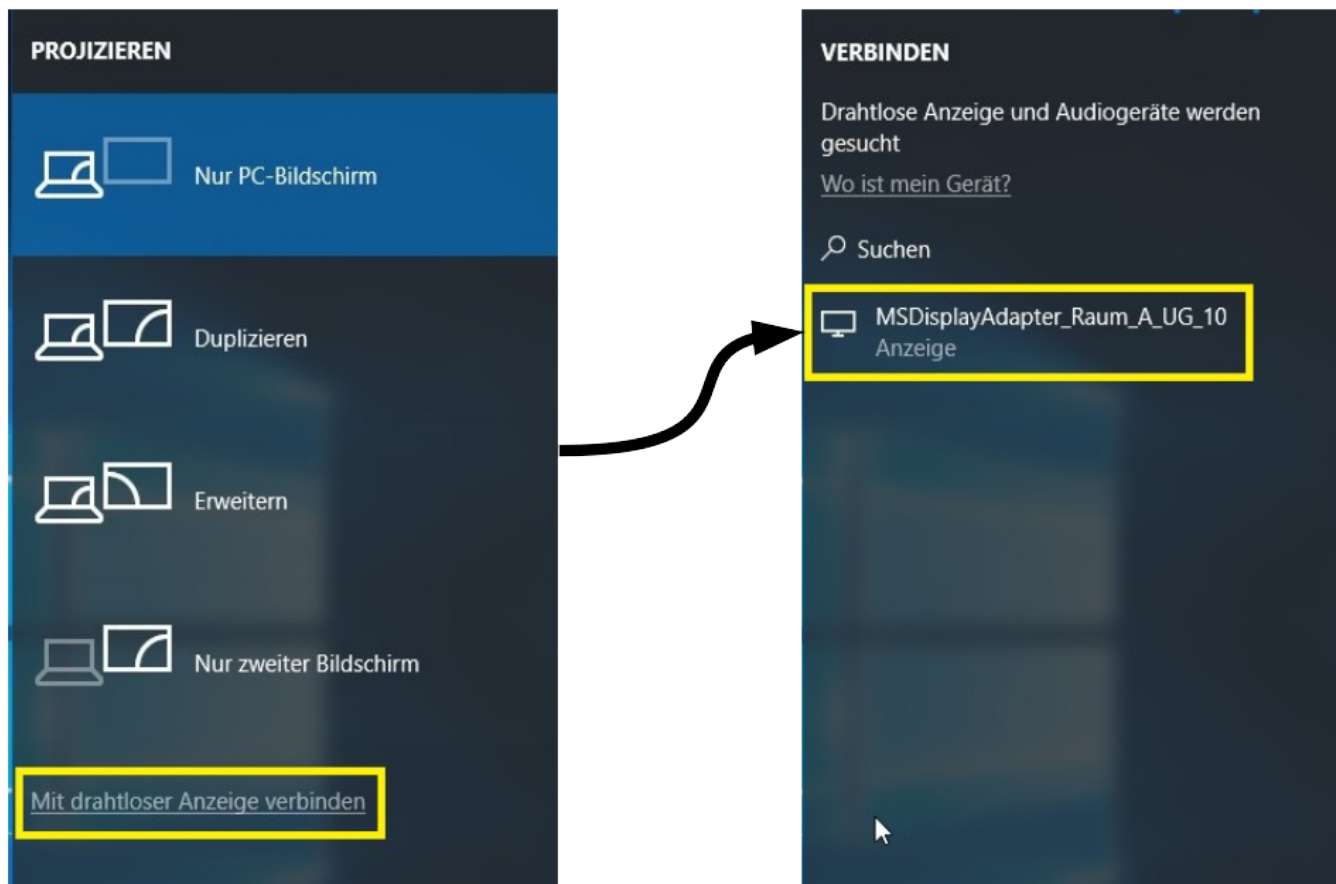 PROJIZIEREN
Nur PC-Bildschirm
Duplizieren
Erweitern
Nur zweiter Bildschirm
Mit drahtloser Anzeige verbinden
VERBINDEN
Drahtlose Anzeige und Audiogeräte werden
gesucht
Wo ist mein Gerät?
Suchen
MSDisplayAdapter_Raum_A_UG_10
Anzeige